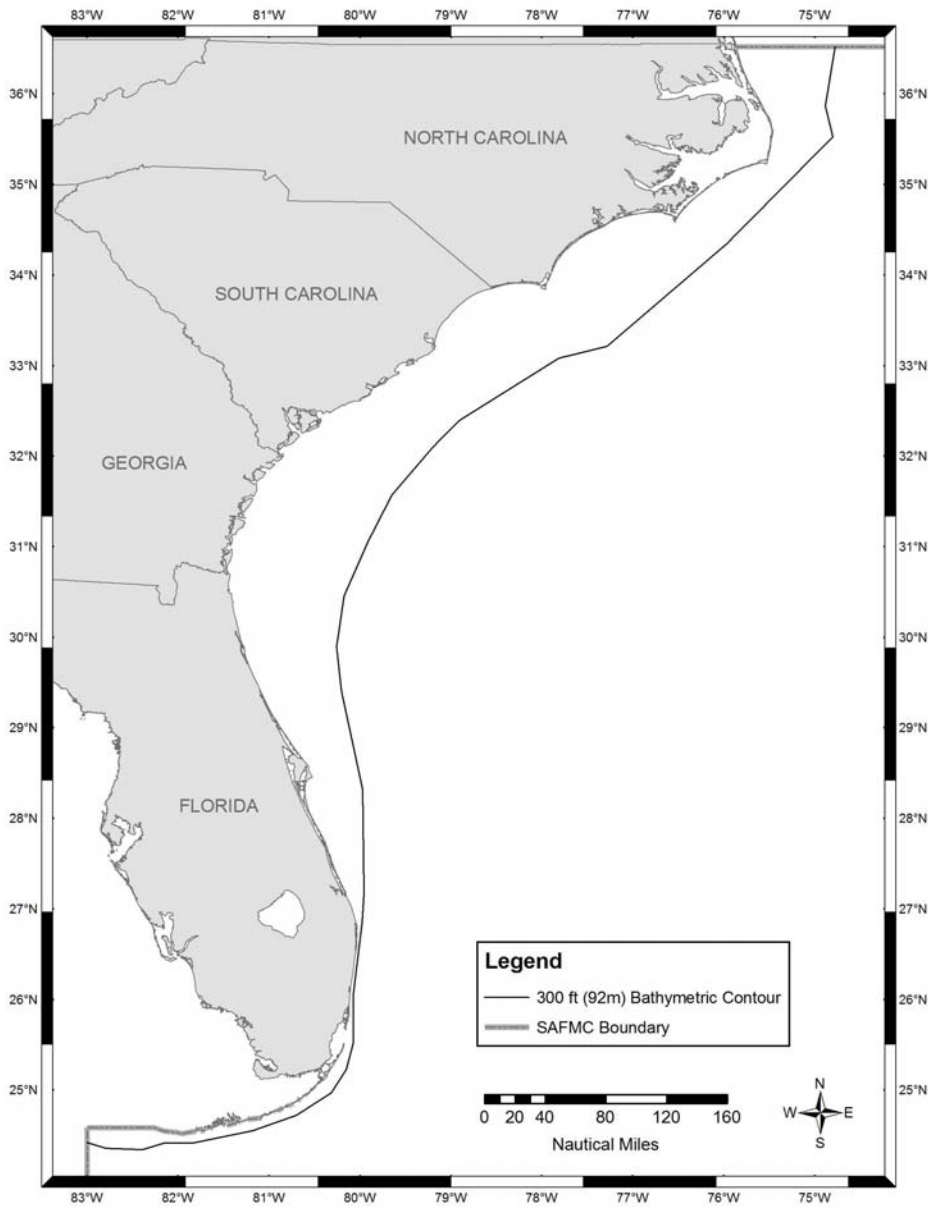 83°W 82°W 81°W 80°W 79°W 78°W 77°W 76°W 75°W
36°N 36°N
NORTH CAROLINA
35°N 35°N
34°N 34°N
SOUTH CAROLINA
33°N 33°N
32°N 32°N
GEORGIA
31°N 31°N
30°N 30°N
29°N 29°N
FLORIDA
28°N 28°N
27°N 27°N
Legend
300 ft (92m) Bathymetric Contour
26°N 26°N
SAFMC Boundary
25°N 25°N
N
W E
S
0 20 40 80 120 160
Nautical Miles
83°W 82°W 81°W 80°W 79°W 78°W 77°W 76°W 75°W